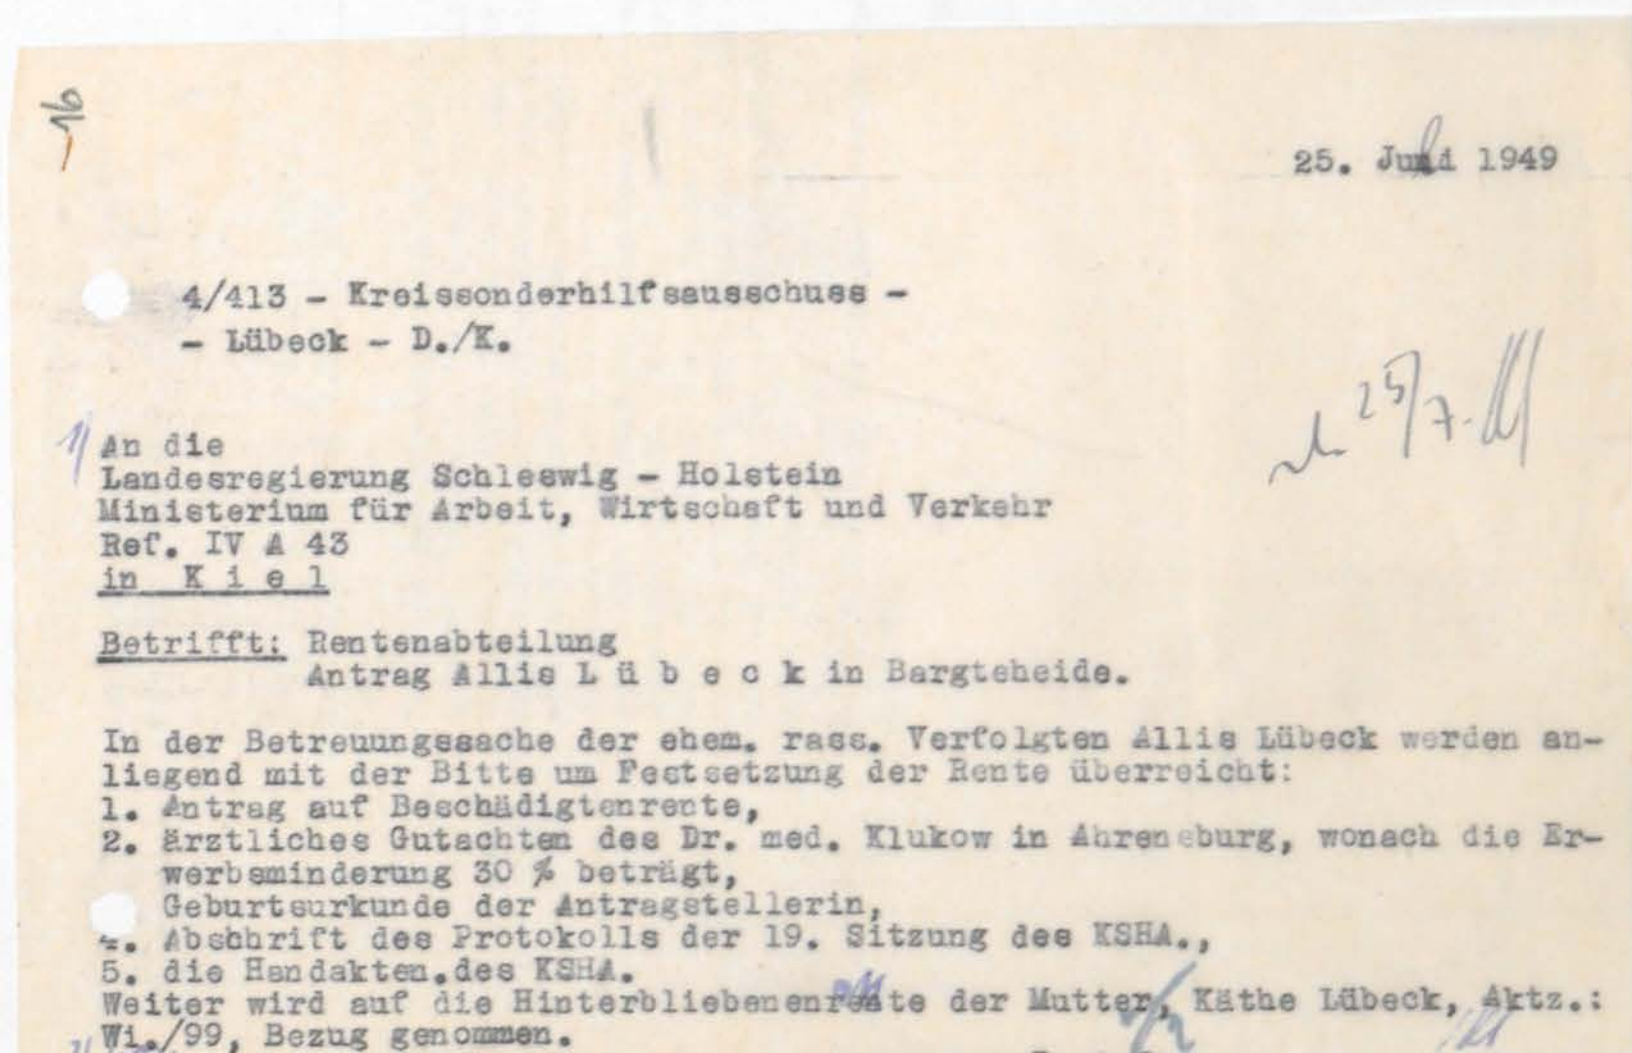 -16
25. Juli 1949
4/413 - Kreissonderhilfsausschuss -
- Lübeck - D./K.
25/7.
1) An die
Landesregierung Schleswig - Holstein
Ministerium für Arbeit, Wirtschaft und Verkehr
Ref. IV A 43
in K i e l
Betrifft: Rentenabteilung
Antrag Allis L ü b e c k in Bargteheide.
In der Betreuungssache der ehem. rass. Verfolgten Allis Lübeck werden an-
liegend mit der Bitte um Festsetzung der Rente überreicht:
1. Antrag auf Beschädigtenrente,
2. ärztliches Gutachten des Dr. med. Klukow in Ahrensburg, wonach die Er-
werbsminderung 30 % beträgt,
Geburtsurkunde der Antragstellerin,
4. Abschrift des Protokolls der 19. Sitzung des KSHA.,
5. die Handakten.des KSHA.
Weiter wird auf die Hinterbliebenenrente der Mutter, Käthe Lübeck, Aktz.:
Wi./99, Bezug genommen.